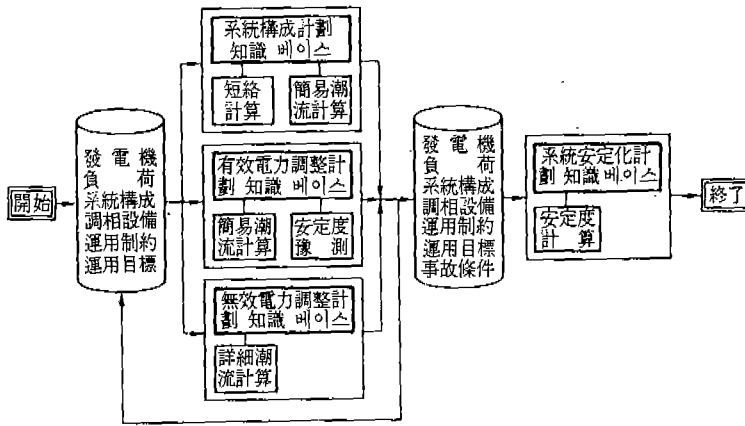 開始
發電機
負荷
系統構成
調相設備
運用制約
運用目標
系統構成計劃
知識 베이스
短絡
計算
簡易潮
流計算
有效電力調整計
劃 知識 베이스
簡易潮
流計算
安定度
豫測
無效電力調整計
劃 知識 베이스
詳細潮
流計算
發電機
負荷
系統構成
調相設備
運用制約
運用目標
事故條件
系統安定化計
劃 知識 베이스
安定度
計算
終了